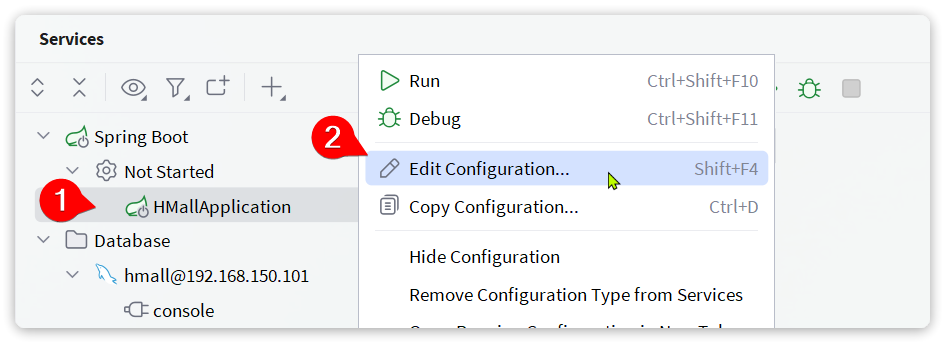 Services
Run Ctrl+Shift+F10
Debug Ctrl+Shift+F11
Spring Boot
2
Not Started
Edit Configuration... Shift+F4
1
HMallApplication
Copy Configuration... Ctrl+D
Database
Hide Configuration
hmall@192.168.150.101
Remove Configuration Type from Services
console